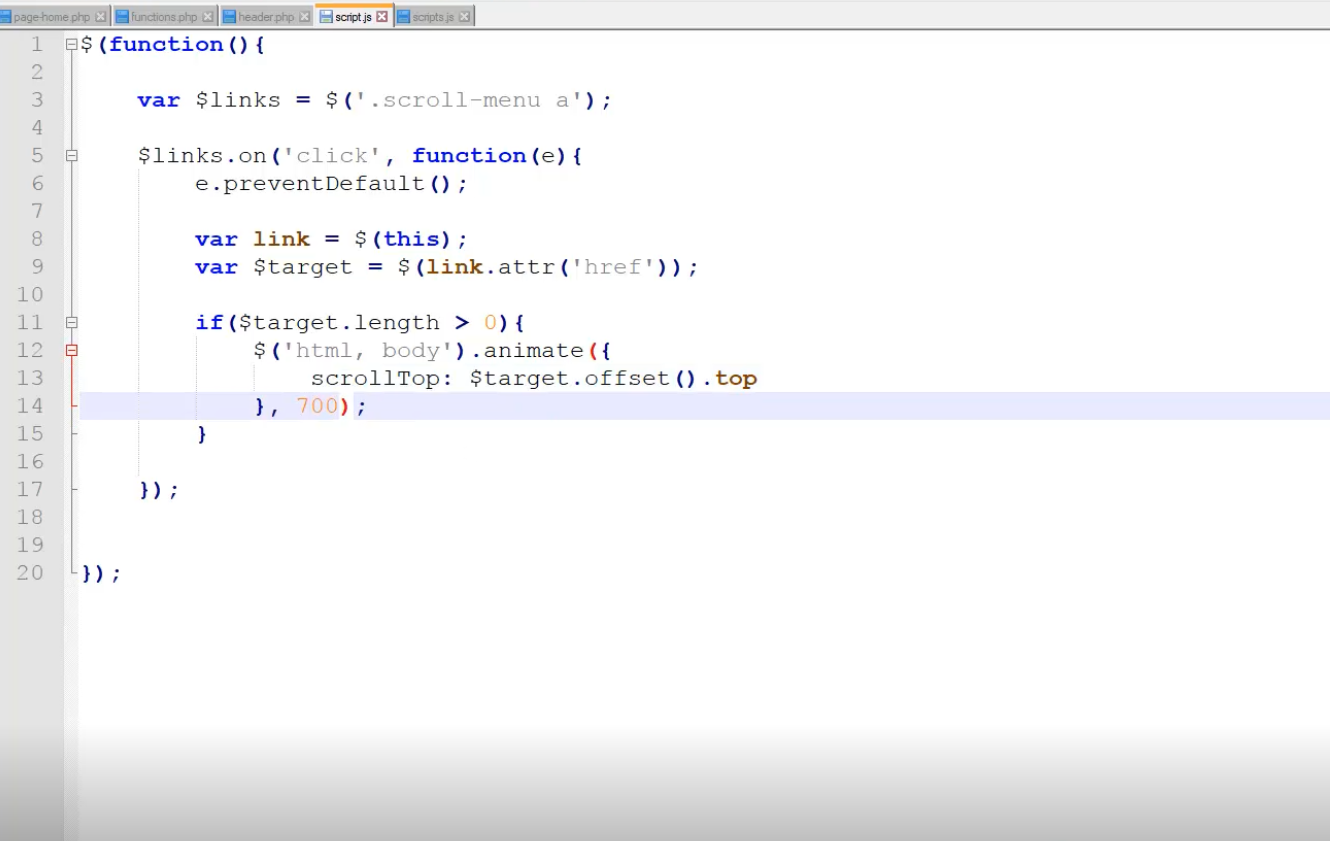 page-home.php functions.php header.php script.js scripts.js
1 $(function(){
2
3 var $links = $('.scroll-menu a');
4
5 $links.on('click', function(e){
6 e.preventDefault();
7
8 var link = $(this);
9 var $target = $(link.attr('href'));
10
11 if($target.length > 0){
12 $('html, body').animate({
13 scrollTop: $target.offset().top
14 }, 700);
15 }
16
17 });
18
19
20 });